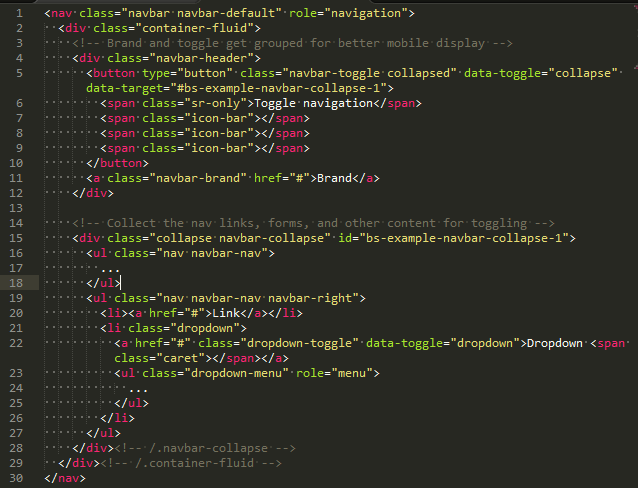 1 <nav class="navbar navbar-default" role="navigation">
2 <div class="container-fluid">
3 <!-- Brand and toggle get grouped for better mobile display -->
4 <div class="navbar-header">
5 <button type="button" class="navbar-toggle collapsed" data-toggle="collapse"
data-target="#bs-example-navbar-collapse-1">
6 <span class="sr-only">Toggle navigation</span>
7 <span class="icon-bar"></span>
8 <span class="icon-bar"></span>
9 <span class="icon-bar"></span>
10 </button>
11 <a class="navbar-brand" href="#">Brand</a>
12 </div>
13
14 <!-- Collect the nav links, forms, and other content for toggling -->
15 <div class="collapse navbar-collapse" id="bs-example-navbar-collapse-1">
16 <ul class="nav navbar-nav">
17 ...
18 </ul>
19 <ul class="nav navbar-nav navbar-right">
20 <li><a href="#">Link</a></li>
21 <li class="dropdown">
22 <a href="#" class="dropdown-toggle" data-toggle="dropdown">Dropdown <span
class="caret"></span></a>
23 <ul class="dropdown-menu" role="menu">
24 ...
25 </ul>
26 </li>
27 </ul>
28 </div><!-- /.navbar-collapse -->
29 </div><!-- /.container-fluid -->
30 </nav>